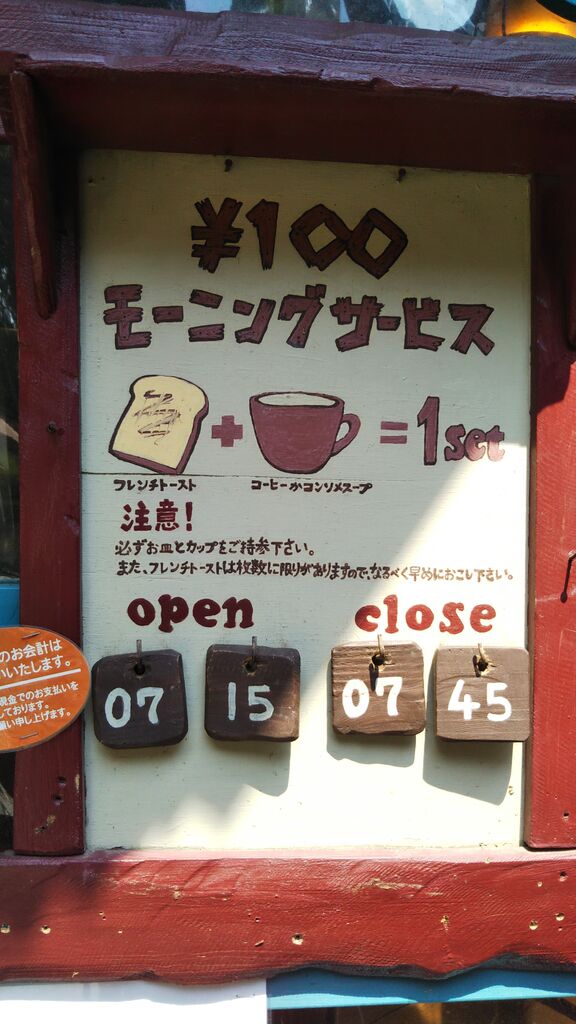 ¥100
モーニングサービス
+ = 1set
フレンチトースト
コーヒーかコンソメスープ
注意!
必ずお皿とカップをご持参下さい。
また、フレンチトーストは枚数に限りがありますので、なるべく早めにおこし下さい。
open close
07 15 07 45
のお会計は
いいたします。
現金でのお支払いを
しております。
願い申し上げます。